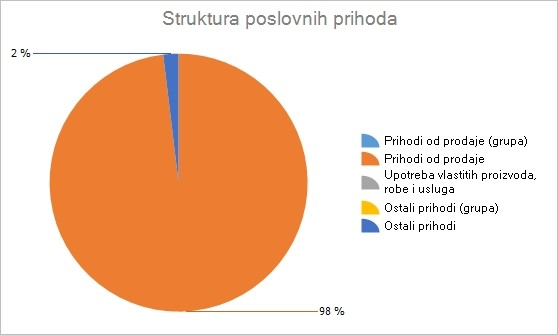 Struktura poslovnih prihoda
2 %
Prihodi od prodaje (grupa)
Prihodi od prodaje
Upotreba vlastitih proizvoda,
robe i usluga
Ostali prihodi (grupa)
Ostali prihodi
98 %